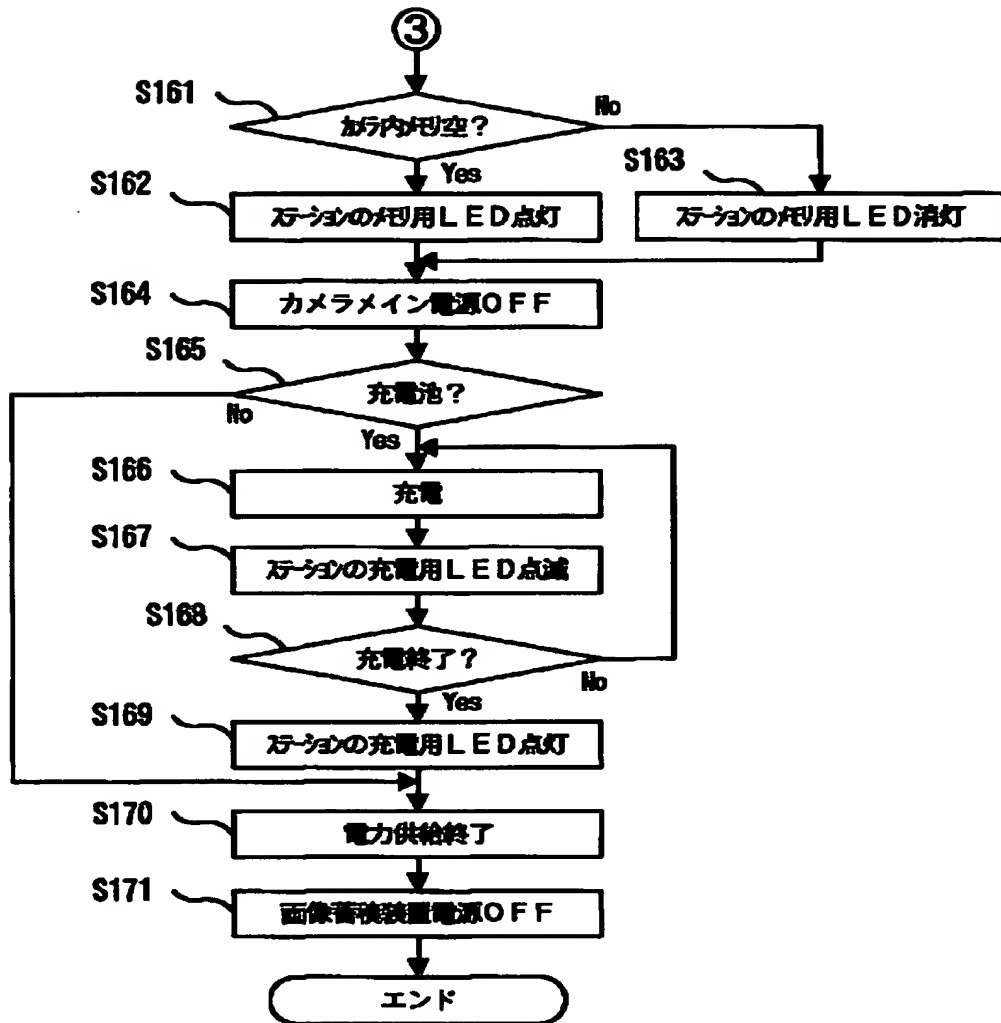 ③
S161
カメラ内メモリ空？
No
Yes
S162
ステーションのメモリ用ＬＥＤ点灯
S163
ステーションのメモリ用ＬＥＤ消灯
S164
カメラメイン電源ＯＦＦ
S165
充電池？
No
Yes
S166
充電
S167
ステーションの充電用ＬＥＤ点滅
S168
充電終了？
No
Yes
S169
ステーションの充電用ＬＥＤ点灯
S170
電力供給終了
S171
画像蓄積装置電源ＯＦＦ
エンド